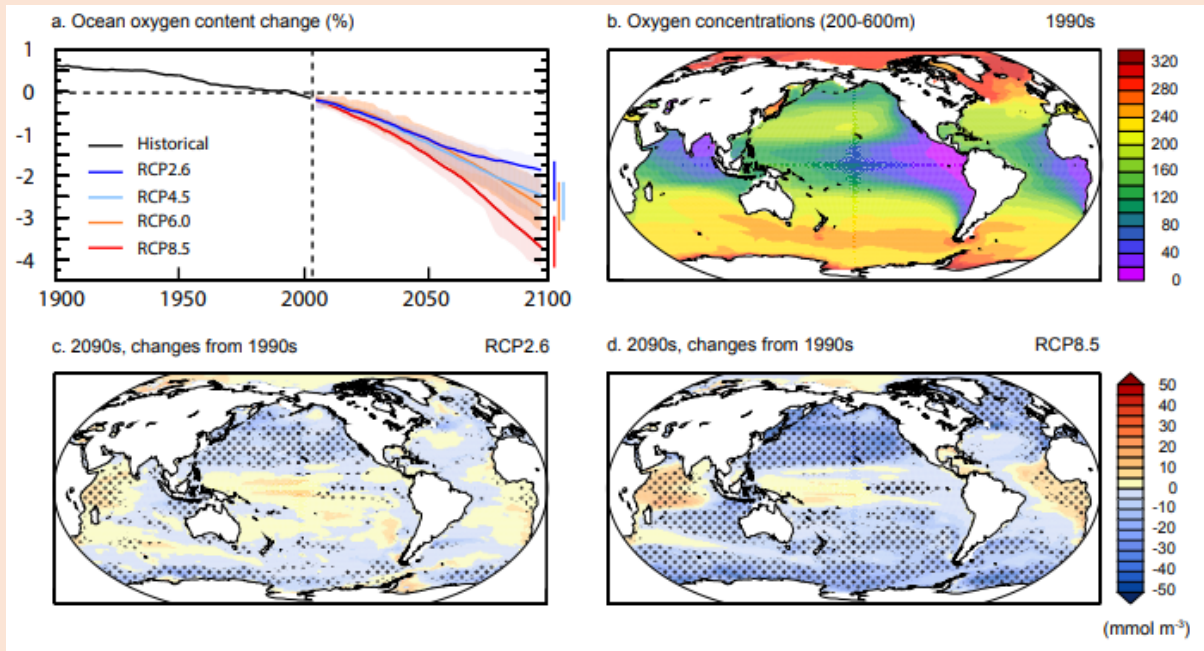 a. Ocean oxygen content change (%)
1
0
-1
-2
-3
-4
Historical
RCP2.6
RCP4.5
RCP6.0
RCP8.5
1900
1950
2000
2050
2100
b. Oxygen concentrations (200-600m)
1990s
320
280
240
200
160
120
80
40
0
c. 2090s, changes from 1990s
RCP2.6
d. 2090s, changes from 1990s
RCP8.5
50
40
30
20
10
0
-10
-20
-30
-40
-50
(mmol m⁻³)